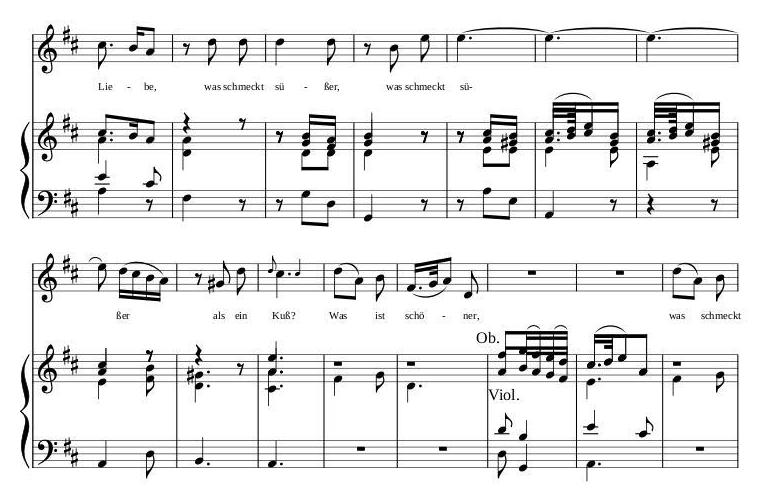 Lie - be, was schmeckt sü - ßer, was schmeckt sü-
ßer als ein Kuß? Was ist schö - ner, was schmeckt
Ob.
Viol.